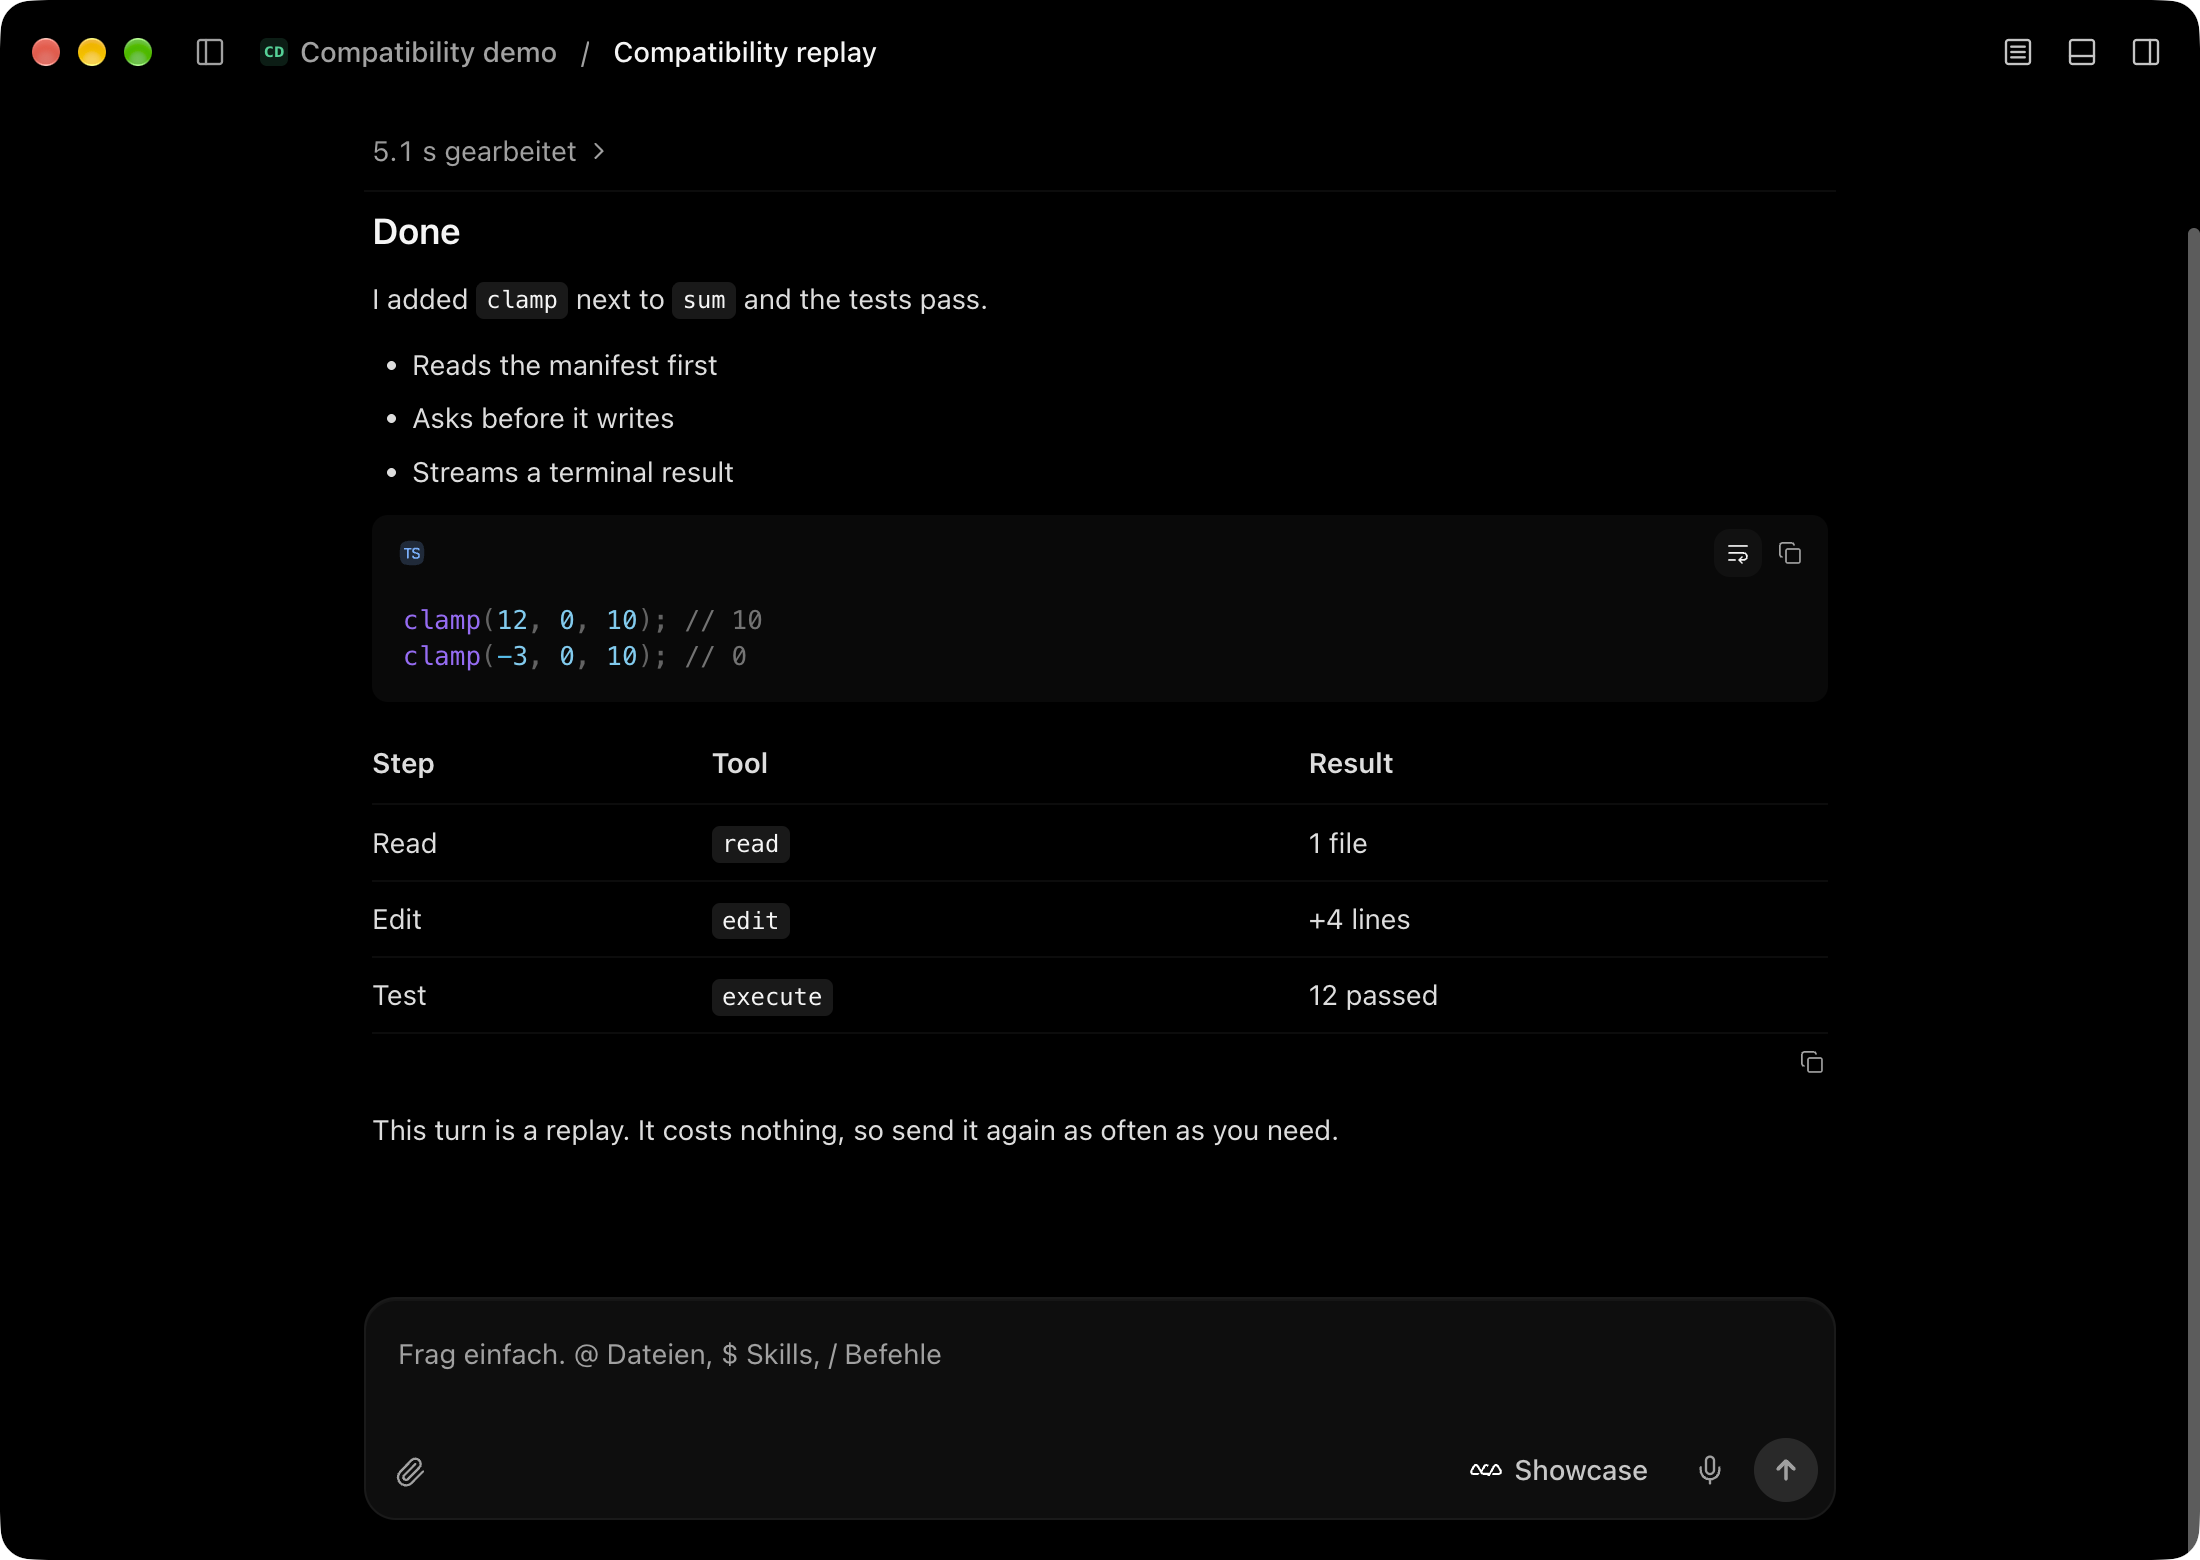 CD Compatibility demo / Compatibility replay
5.1 s gearbeitet
Done
I added clamp next to sum and the tests pass.
Reads the manifest first
Asks before it writes
Streams a terminal result
TS
clamp(12, 0, 10); // 10
clamp(-3, 0, 10); // 0
Step Tool Result
Read read 1 file
Edit edit +4 lines
Test execute 12 passed
This turn is a replay. It costs nothing, so send it again as often as you need.
Frag einfach. @ Dateien, $ Skills, / Befehle
Showcase